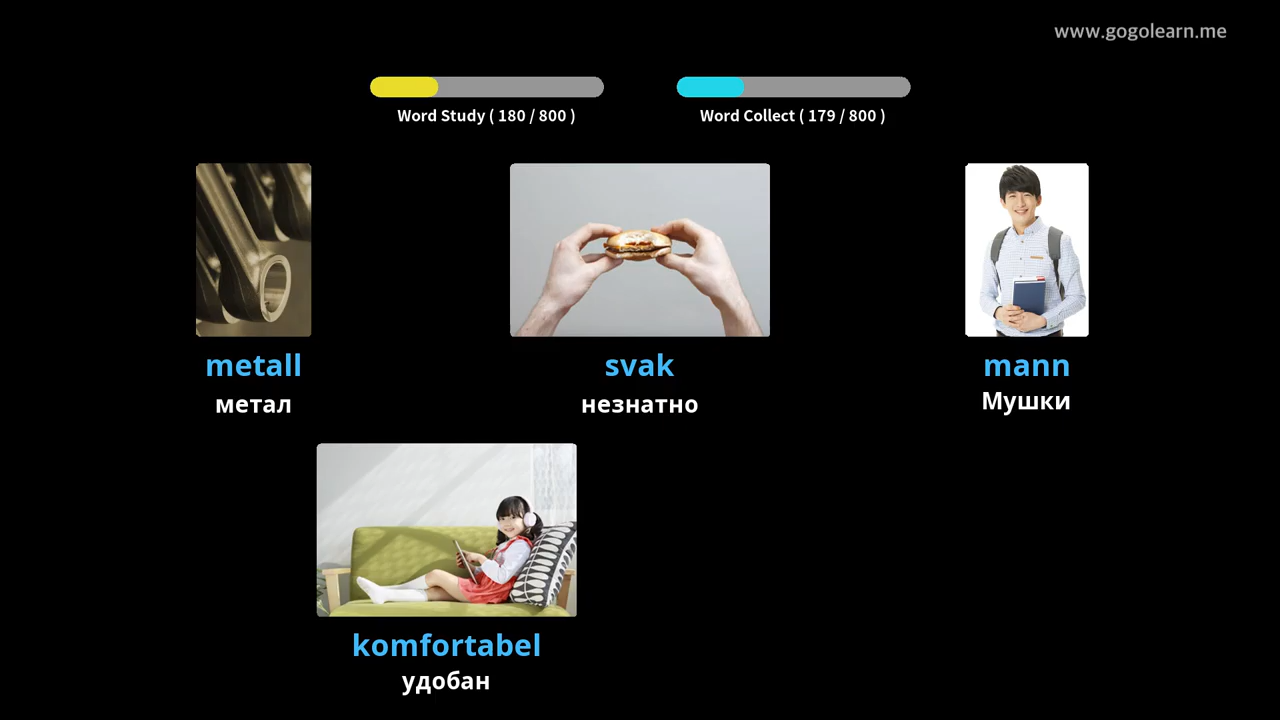 www.gogolearn.me
Word Study ( 180 / 800 )
Word Collect ( 179 / 800 )
metall
метал
svak
незнатно
mann
Мушки
komfortabel
удобан